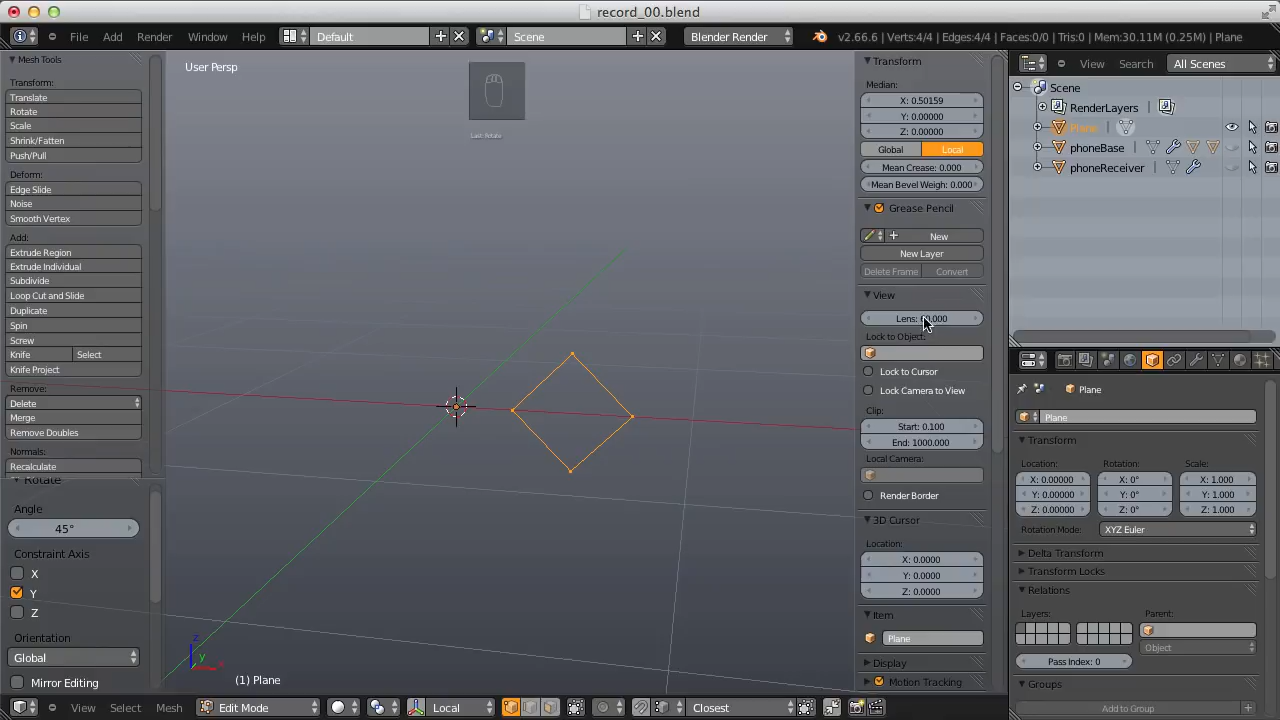 record_00.blend
File Add Render Window Help
Default
Scene
Blender Render
v2.66.6 | Verts:4/4 | Edges:4/4 | Faces:0/0 | Tris:0 | Mem:30.11M (0.25M) | Plane
Mesh Tools
Transform:
Translate
Rotate
Scale
Shrink/Fatten
Push/Pull
Deform:
Edge Slide
Noise
Smooth Vertex
Add:
Extrude Region
Extrude Individual
Subdivide
Loop Cut and Slide
Duplicate
Spin
Screw
Knife Select
Knife Project
Remove:
Delete
Merge
Remove Doubles
Normals:
Recalculate
Rotate
Angle
45°
Constraint Axis
X
Y
Z
Orientation
Global
Mirror Editing
User Persp
Last: Rotate
z
y
x
(1) Plane
View Select Mesh
Edit Mode
Local
Closest
Transform
Median:
X: 0.50159
Y: 0.00000
Z: 0.00000
Global Local
Mean Crease: 0.000
Mean Bevel Weigh: 0.000
Grease Pencil
New
New Layer
Delete Frame Convert
View
Lock to Object:
Lock to Cursor
Lock Camera to View
Clip:
Start: 0.100
End: 1000.000
Local Camera:
Render Border
3D Cursor
Location:
X: 0.0000
Y: 0.0000
Z: 0.0000
Item
Plane
Display
Motion Tracking
View Search All Scenes
Scene
RenderLayers
Plane
phoneBase
phoneReceiver
Plane
Plane
Transform
Location: Rotation: Scale:
X: 0.00000 X: 0° X: 1.000
Y: 0.00000 Y: 0° Y: 1.000
Z: 0.00000 Z: 0° Z: 1.000
Rotation Mode: XYZ Euler
Delta Transform
Transform Locks
Relations
Layers: Parent:
Object
Pass Index: 0
Groups
Add to Group